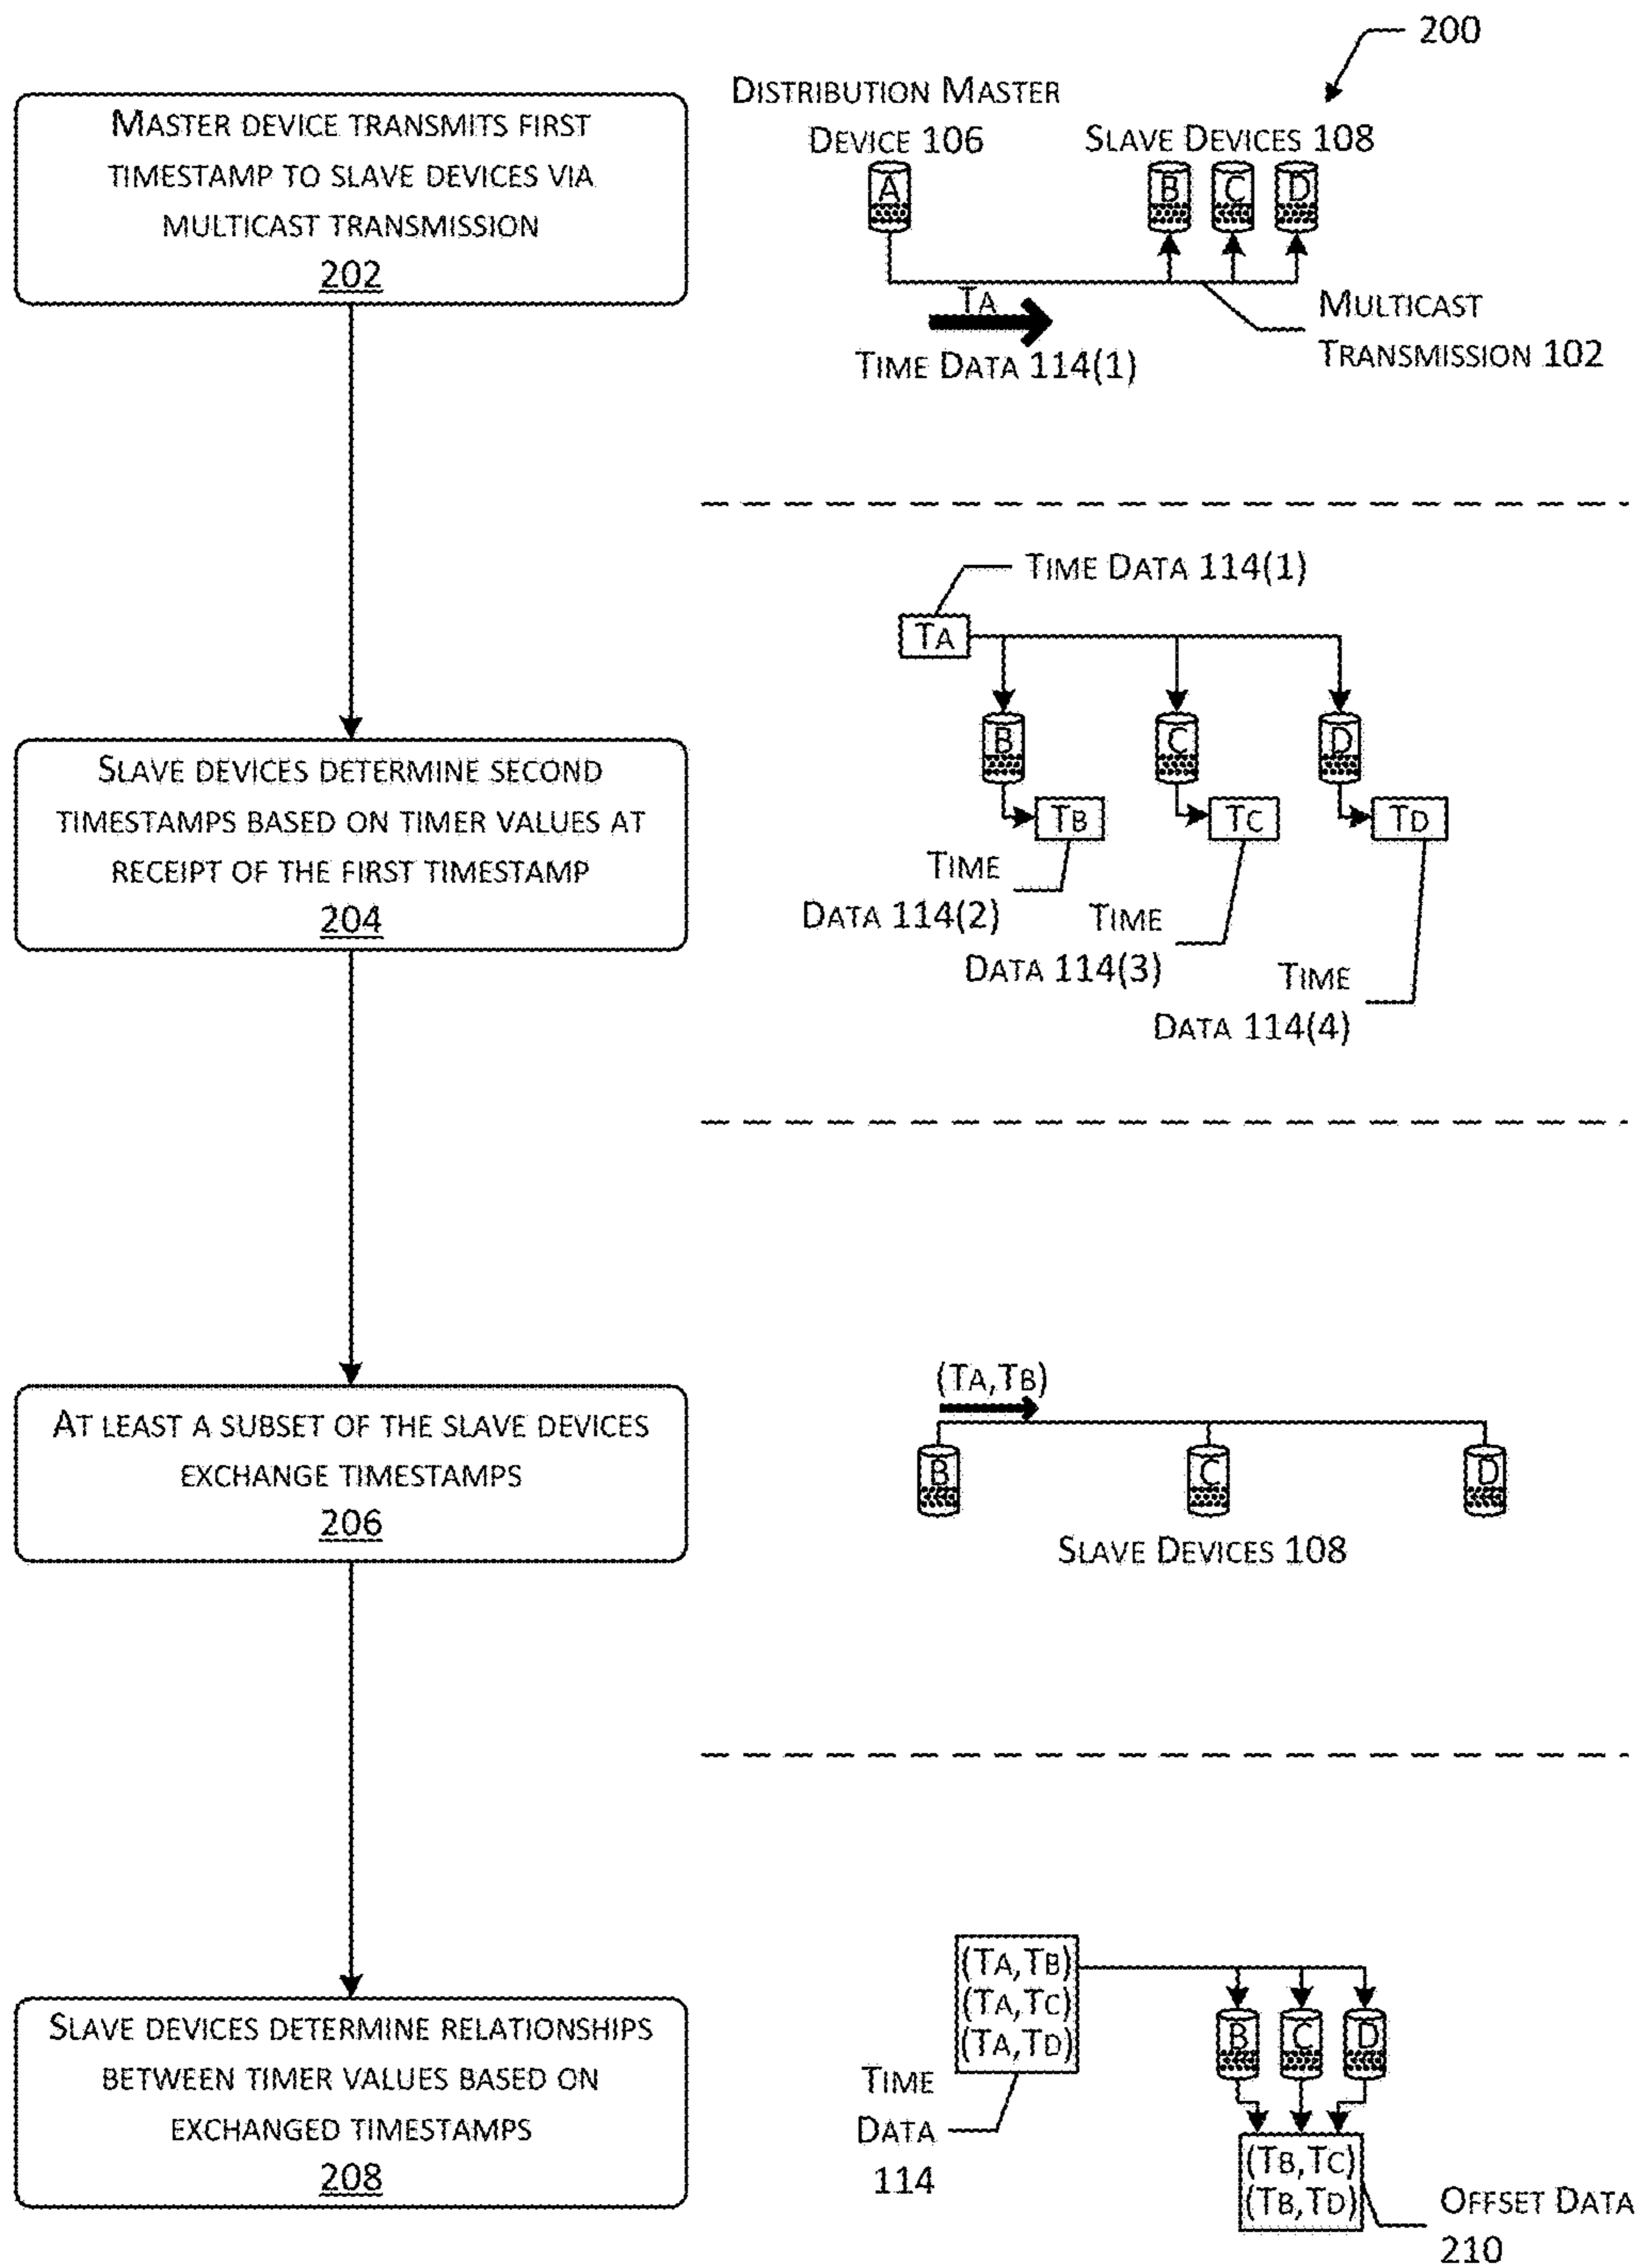 200
MASTER DEVICE TRANSMITS FIRST
TIMESTAMP TO SLAVE DEVICES VIA
MULTICAST TRANSMISSION
202
DISTRIBUTION MASTER
DEVICE 106
SLAVE DEVICES 108
A
B C D
TA
TIME DATA 114(1)
MULTICAST
TRANSMISSION 102
SLAVE DEVICES DETERMINE SECOND
TIMESTAMPS BASED ON TIMER VALUES AT
RECEIPT OF THE FIRST TIMESTAMP
204
TIME DATA 114(1)
TA
B C D
TB TC TD
TIME
DATA 114(2)
TIME
DATA 114(3)
TIME
DATA 114(4)
AT LEAST A SUBSET OF THE SLAVE DEVICES
EXCHANGE TIMESTAMPS
206
(TA,TB)
B C D
SLAVE DEVICES 108
SLAVE DEVICES DETERMINE RELATIONSHIPS
BETWEEN TIMER VALUES BASED ON
EXCHANGED TIMESTAMPS
208
(TA,TB)
(TA,TC)
(TA,TD)
TIME
DATA
114
B C D
(TB,TC)
(TB,TD)
OFFSET DATA
210